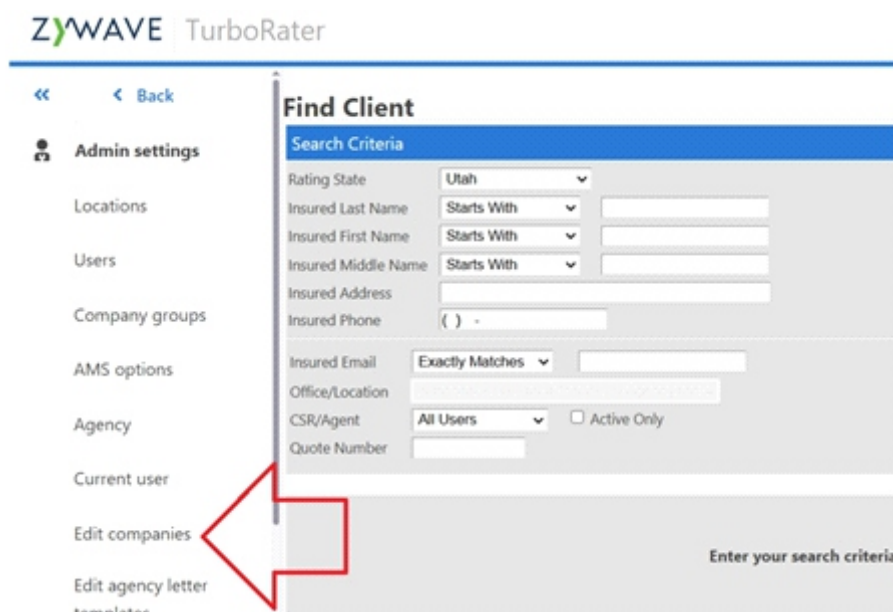 ZYWAVE TurboRater
« < Back
Admin settings
Locations
Users
Company groups
AMS options
Agency
Current user
Edit companies
Edit agency letter
templates
Find Client
Search Criteria
Rating State Utah
Insured Last Name Starts With
Insured First Name Starts With
Insured Middle Name Starts With
Insured Address
Insured Phone ( ) -
Insured Email Exactly Matches
Office/Location
CSR/Agent All Users Active Only
Quote Number
Enter your search criteria